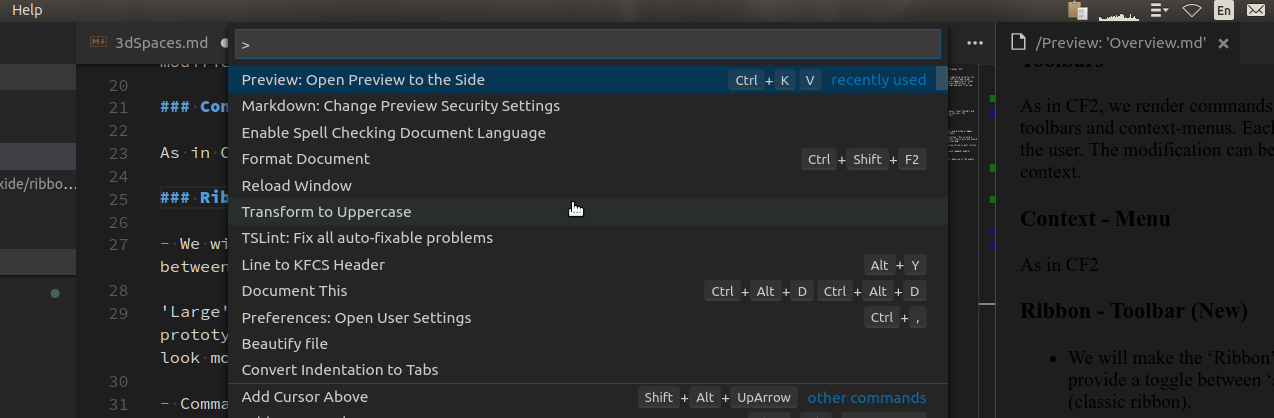 Help
En
3dSpaces.md
>
/Preview: 'Overview.md'
Preview: Open Preview to the Side Ctrl + K V recently used
Markdown: Change Preview Security Settings
Enable Spell Checking Document Language
Format Document Ctrl + Shift + F2
Reload Window
Transform to Uppercase
TSLint: Fix all auto-fixable problems
Line to KFCS Header Alt + Y
Document This Ctrl + Alt + D Ctrl + Alt + D
Preferences: Open User Settings Ctrl + ,
Beautify file
Convert Indentation to Tabs
Add Cursor Above Shift + Alt + UpArrow other commands
xide/ribbo...
20
21 ### Con
22
23 As in C
24
25 ### Rib
26
27 - We wi
between
28
29 'Large'
prototy
look mo
30
31 - Comma
Toolbars
As in CF2, we render commands
toolbars and context-menus. Each
the user. The modification can be
context.
Context - Menu
As in CF2
Ribbon - Toolbar (New)
• We will make the ‘Ribbon’
provide a toggle between ‘
(classic ribbon).